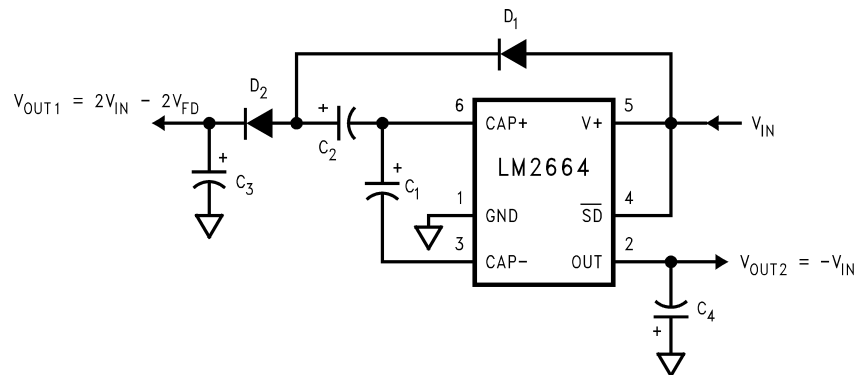 D1
VOUT1 = 2VIN - 2VFD
D2
+
C2
6
CAP+
V+
5
VIN
LM2664
+
C3
+
C1
1
GND
SD
4
3
CAP-
OUT
2
VOUT2 = -VIN
C4
+